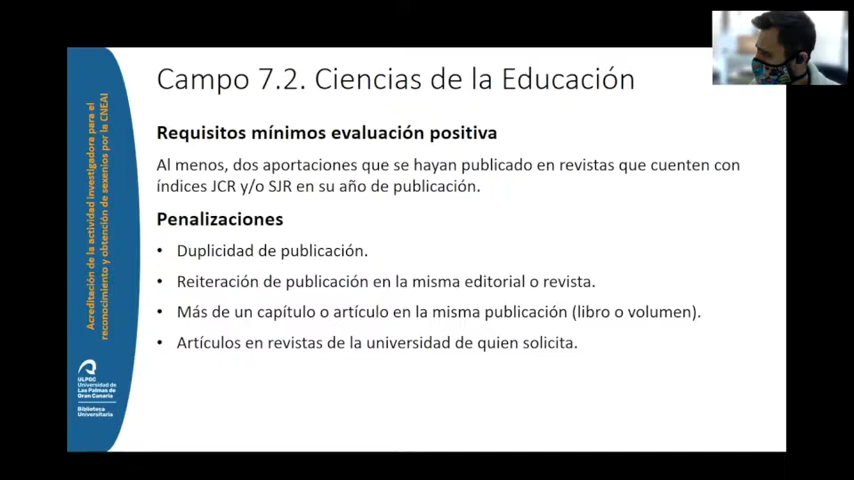 Campo 7.2. Ciencias de la Educación
Requisitos mínimos evaluación positiva
Al menos, dos aportaciones que se hayan publicado en revistas que cuenten con
índices JCR y/o SJR en su año de publicación.
Penalizaciones
• Duplicidad de publicación.
• Reiteración de publicación en la misma editorial o revista.
• Más de un capítulo o artículo en la misma publicación (libro o volumen).
• Artículos en revistas de la universidad de quien solicita.
Acreditación de la actividad investigadora para el
reconocimiento y obtención de sexenios por la CNEAI
ULPGC
Universidad de
Las Palmas de
Gran Canaria
Biblioteca
Universitaria